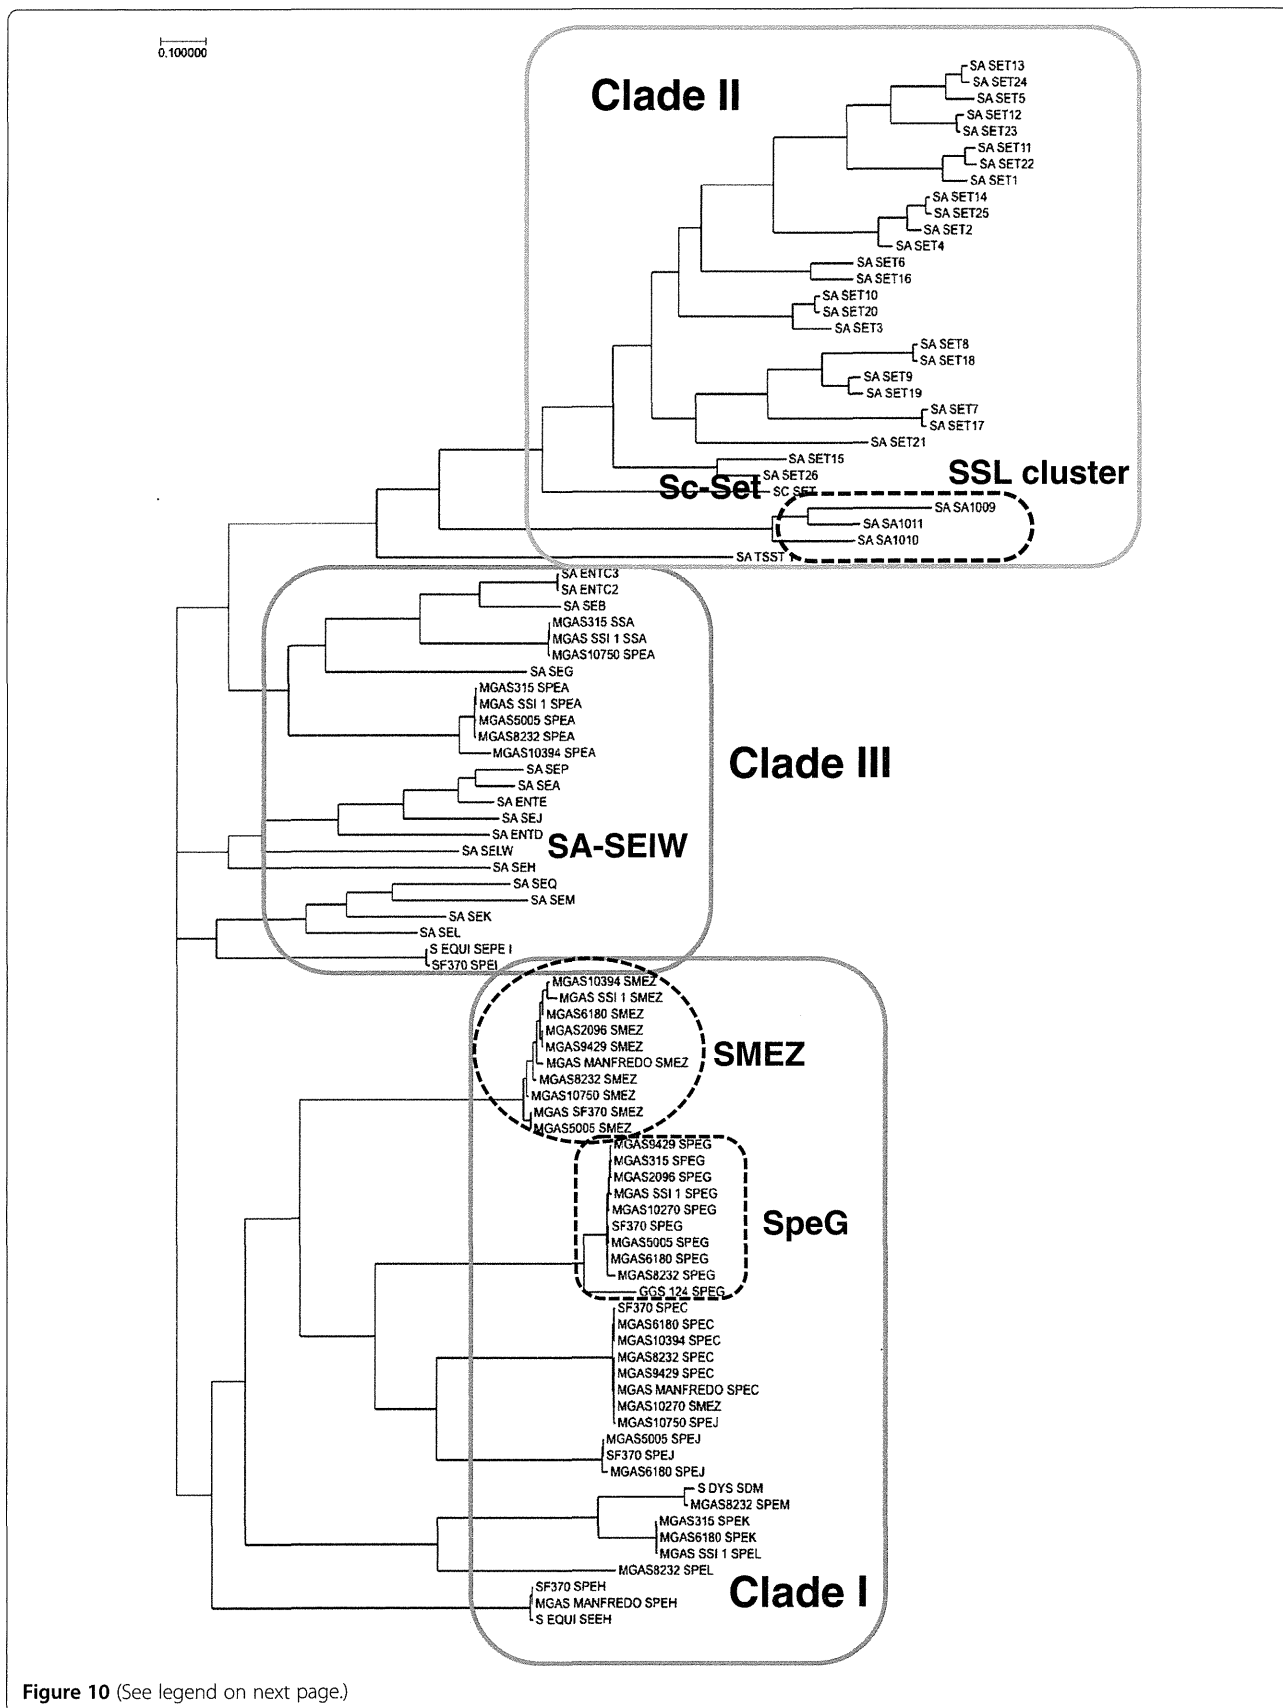 0.100000
Clade II
SA SET13
SA SET24
SA SET5
SA SET12
SA SET23
SA SET11
SA SET22
SA SET1
SA SET14
SA SET25
SA SET2
SA SET4
SA SET6
SA SET16
SA SET10
SA SET20
SA SET3
SA SET8
SA SET18
SA SET9
SA SET19
SA SET7
SA SET17
SA SET21
SA SET15
SA SET26
SSL cluster
Sc-Set
SC SET
SA SA1009
SA SA1011
SA SA1010
SA TSST 1
SA ENTC3
SA ENTC2
SA SEB
MGAS315 SSA
MGAS SSI 1 SSA
MGAS10750 SPEA
SA SEG
MGAS315 SPEA
MGAS SSI 1 SPEA
MGAS5005 SPEA
MGAS8232 SPEA
MGAS10394 SPEA
Clade III
SA SEP
SA SEA
SA ENTE
SA SEJ
SA ENTD
SA-SEIW
SA SELW
SA SEH
SA SEQ
SA SEM
SA SEK
SA SEL
S EQUI SEPE I
SF370 SPEI
MGAS10394 SMEZ
MGAS SSI 1 SMEZ
MGAS6180 SMEZ
MGAS2096 SMEZ
MGAS9429 SMEZ
SMEZ
MGAS MANFREDO SMEZ
MGAS8232 SMEZ
MGAS10750 SMEZ
MGAS SF370 SMEZ
MGAS5005 SMEZ
MGAS9429 SPEG
MGAS315 SPEG
MGAS2096 SPEG
MGAS SSI 1 SPEG
MGAS10270 SPEG
SF370 SPEG
SpeG
MGAS5005 SPEG
MGAS6180 SPEG
MGAS8232 SPEG
GGS 124 SPEG
SF370 SPEC
MGAS6180 SPEC
MGAS10394 SPEC
MGAS8232 SPEC
MGAS9429 SPEC
MGAS MANFREDO SPEC
MGAS10270 SMEZ
MGAS10750 SPEJ
MGAS5005 SPEJ
SF370 SPEJ
MGAS6180 SPEJ
S DYS SDM
MGAS8232 SPEM
MGAS315 SPEK
MGAS6180 SPEK
MGAS SSI 1 SPEL
MGAS8232 SPEL
SF370 SPEH
Clade I
MGAS MANFREDO SPEH
S EQUI SEEH
Figure 10 (See legend on next page.)